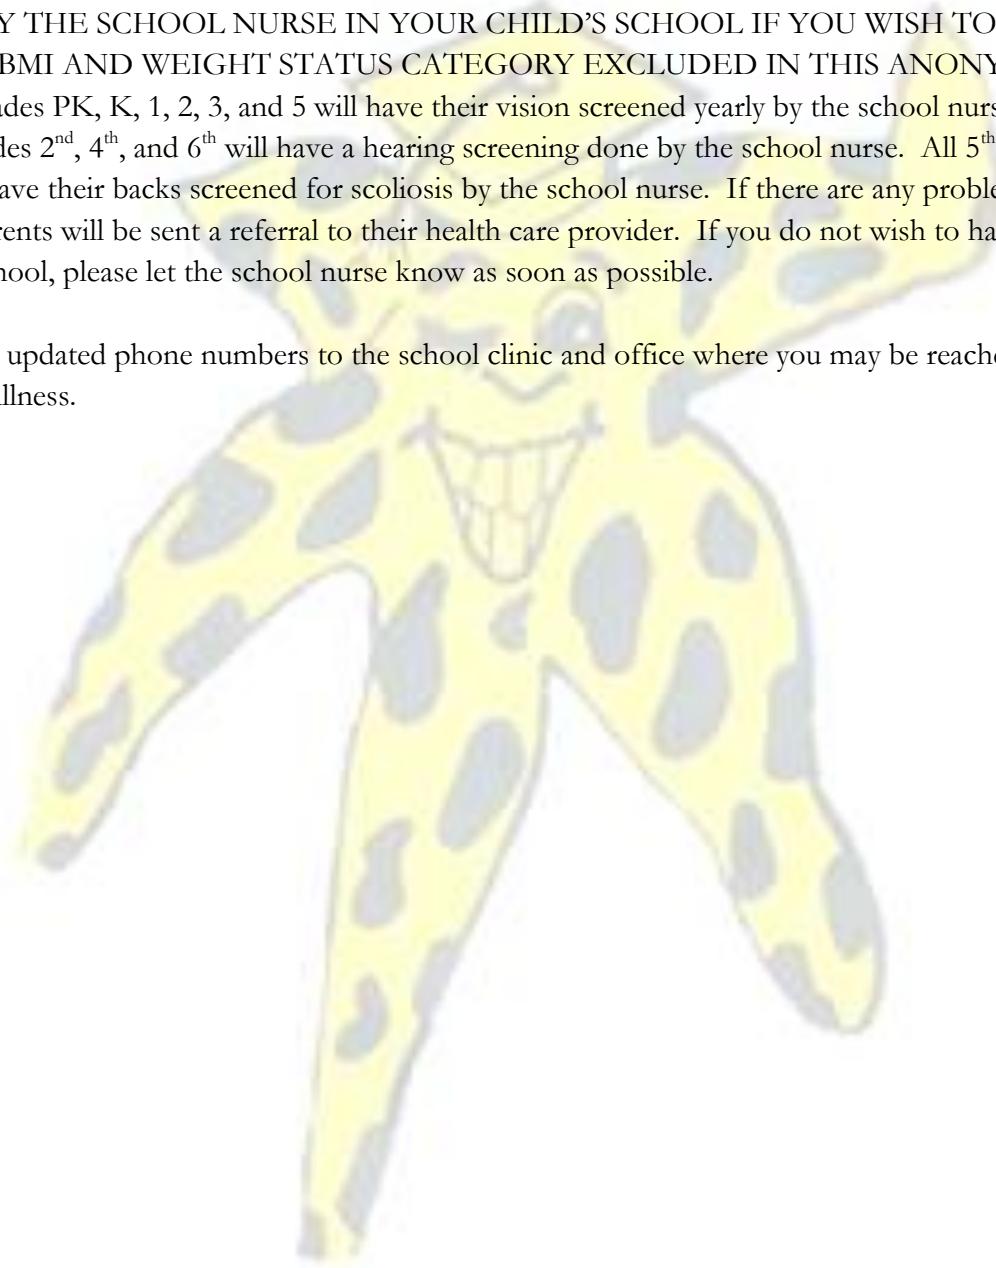 Y THE SCHOOL NURSE IN YOUR CHILD’S SCHOOL IF YOU WISH TO
BMI AND WEIGHT STATUS CATEGORY EXCLUDED IN THIS ANONY
ades PK, K, 1, 2, 3, and 5 will have their vision screened yearly by the school nurs
des 2nd, 4th, and 6th will have a hearing screening done by the school nurse.  All 5th
ave their backs screened for scoliosis by the school nurse.  If there are any proble
rents will be sent a referral to their health care provider.  If you do not wish to ha
hool, please let the school nurse know as soon as possible.
updated phone numbers to the school clinic and office where you may be reache
illness.